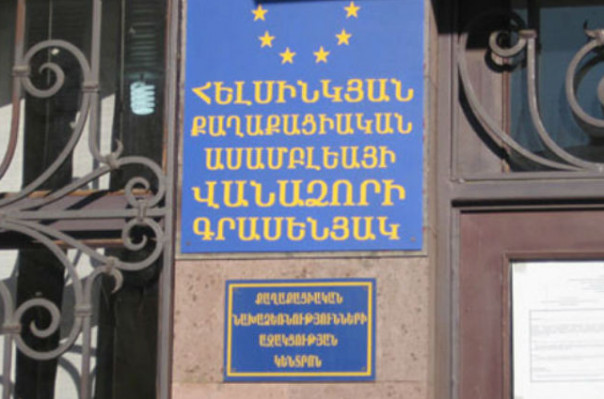 ՀԵԼՍԻՆԿՅԱՆ
ՔԱՂԱՔԱՑԻԱԿԱՆ
ԱՍԱՄԲԼԵԱՅԻ
ՎԱՆԱՁՈՐԻ
ԳՐԱՍԵՆՅԱԿ
ՔԱՂԱՔԱՑԻԱԿԱՆ
ՆԱԽԱՁԵՌՆՈՒԹՅՈՒՆՆԵՐԻ
ԱՋԱԿՑՈՒԹՅԱՆ
ԿԵՆՏՐՈՆ